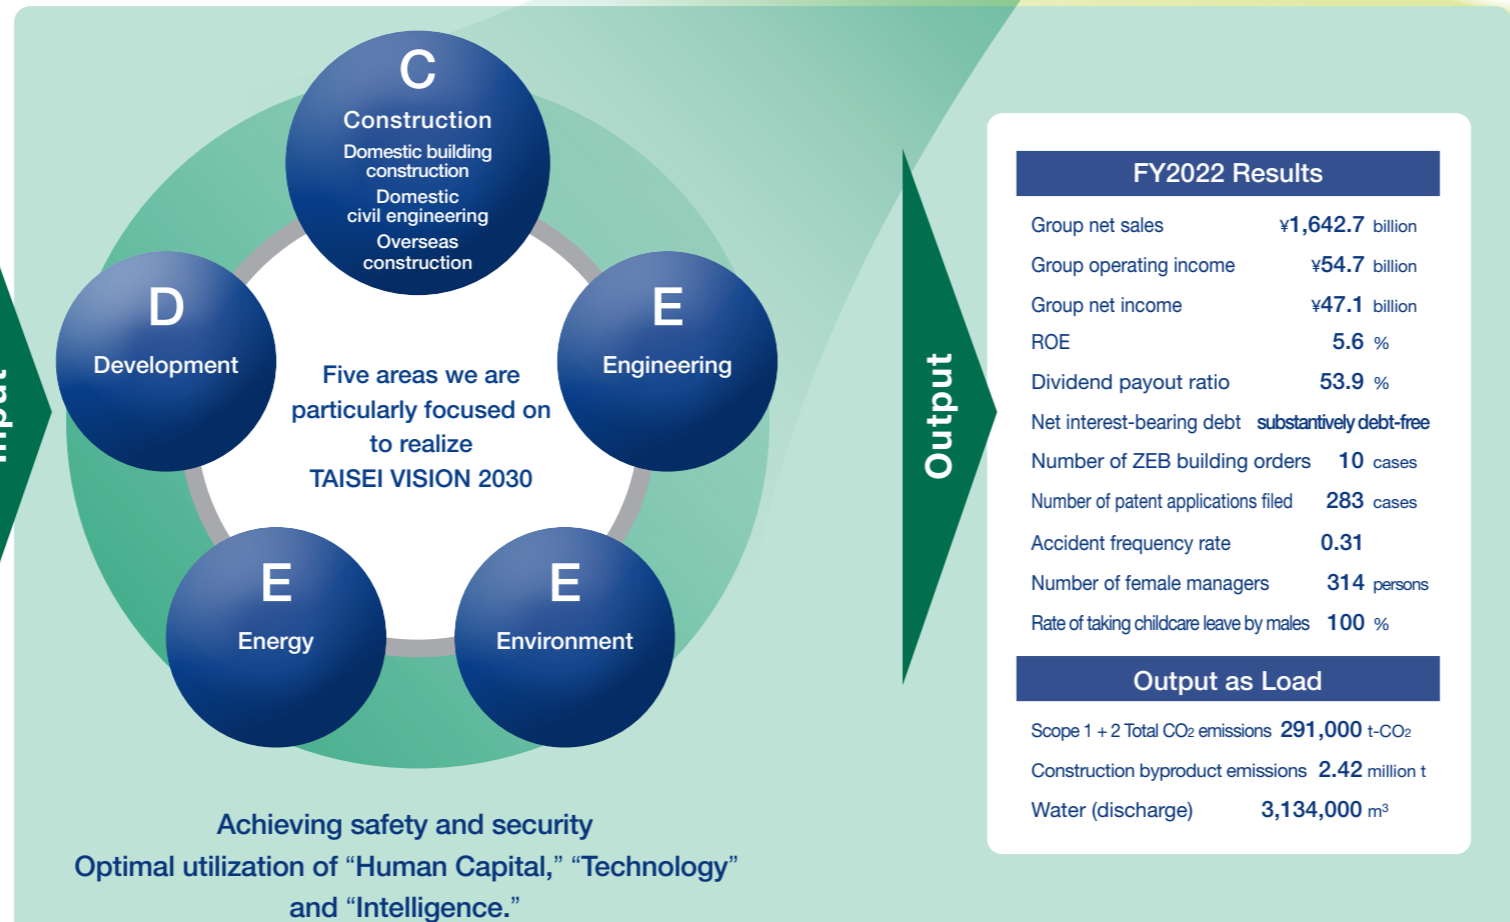 Input
C
Construction
Domestic building
construction
Domestic
civil engineering
Overseas
construction
D
Development
E
Engineering
Five areas we are
particularly focused on
to realize
TAISEI VISION 2030
E
Energy
E
Environment
Achieving safety and security
Optimal utilization of “Human Capital,” “Technology”
and “Intelligence.”
Output
FY2022 Results
Group net sales ¥1,642.7 billion
Group operating income ¥54.7 billion
Group net income ¥47.1 billion
ROE 5.6 %
Dividend payout ratio 53.9 %
Net interest-bearing debt substantively debt-free
Number of ZEB building orders 10 cases
Number of patent applications filed 283 cases
Accident frequency rate 0.31
Number of female managers 314 persons
Rate of taking childcare leave by males 100 %
Output as Load
Scope 1 + 2 Total CO₂ emissions 291,000 t-CO₂
Construction byproduct emissions 2.42 million t
Water (discharge) 3,134,000 m³